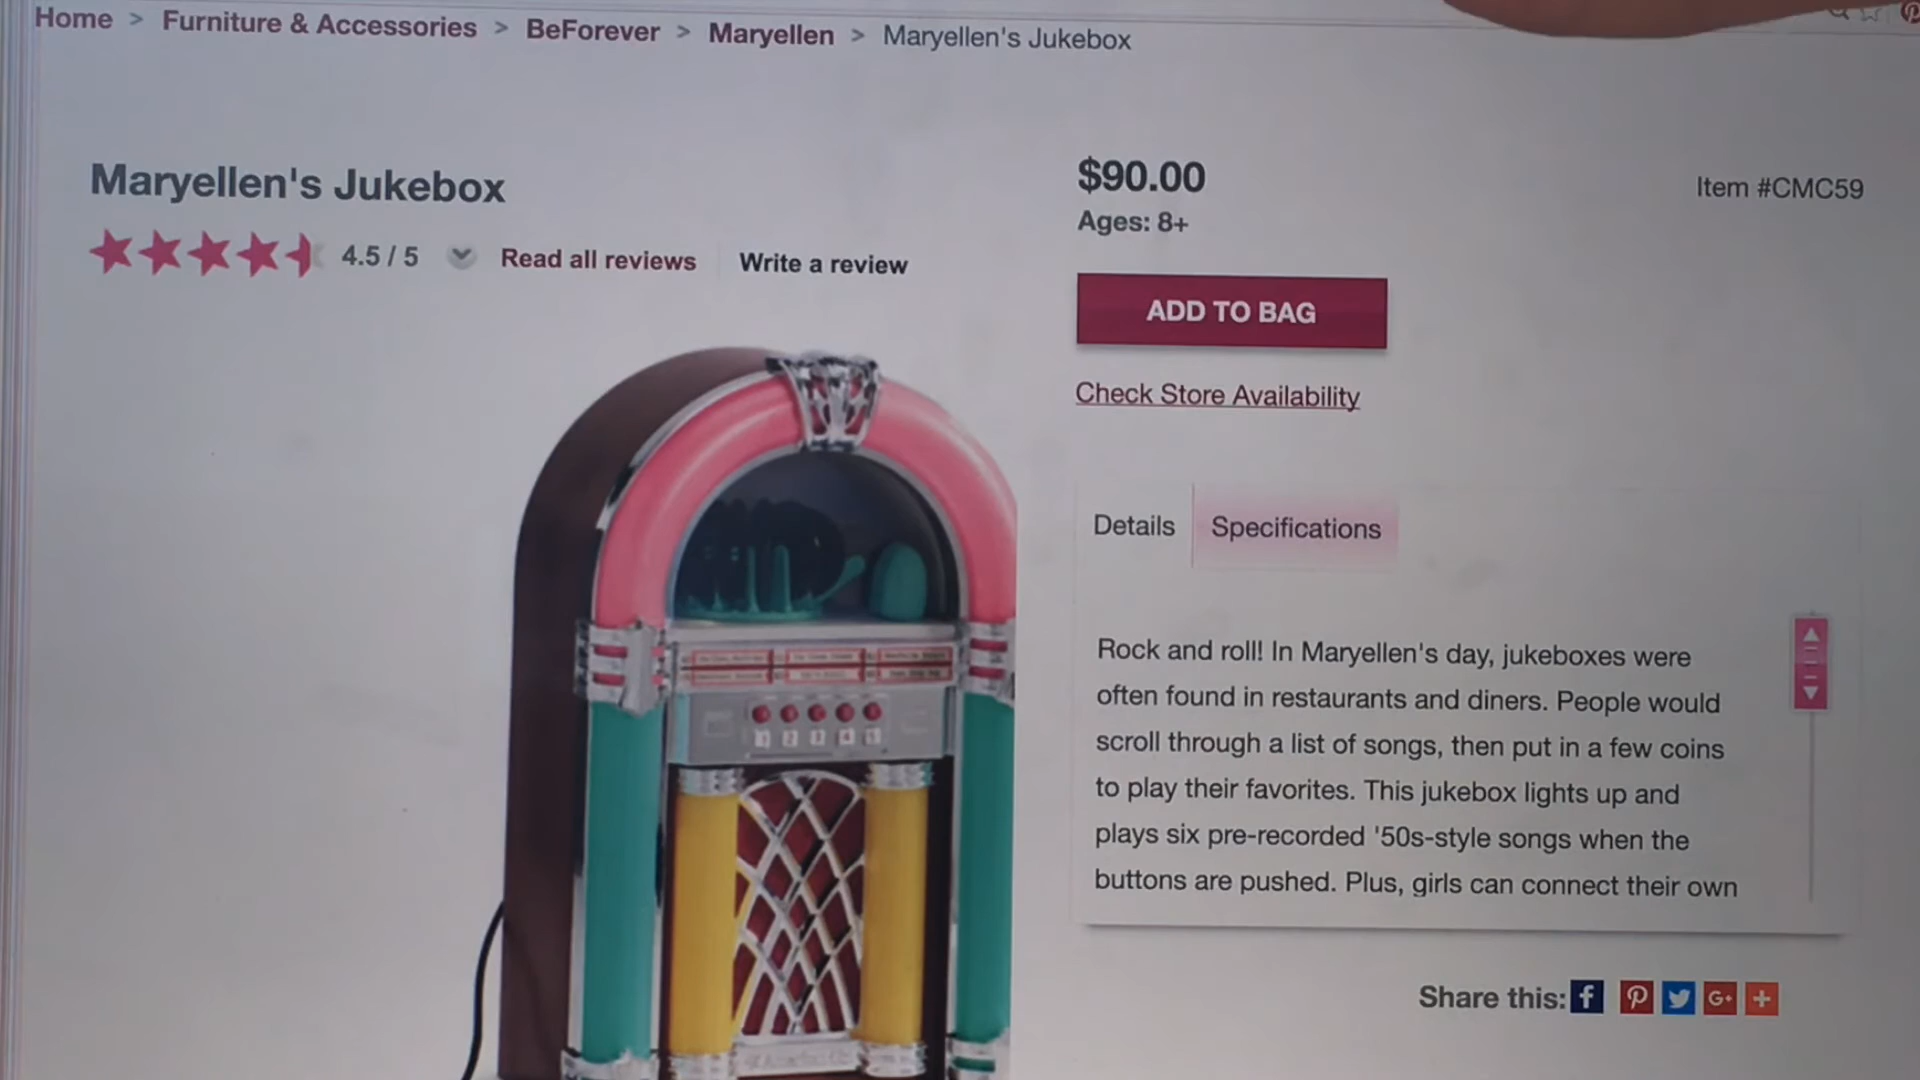 Home > Furniture & Accessories > BeForever > Maryellen > Maryellen's Jukebox
Maryellen's Jukebox
4.5 / 5
Read all reviews
Write a review
$90.00
Ages: 8+
Item #CMC59
ADD TO BAG
Check Store Availability
Details
Specifications
Rock and roll! In Maryellen's day, jukeboxes were
often found in restaurants and diners. People would
scroll through a list of songs, then put in a few coins
to play their favorites. This jukebox lights up and
plays six pre-recorded '50s-style songs when the
buttons are pushed. Plus, girls can connect their own
1 2 3 4 5
Share this: